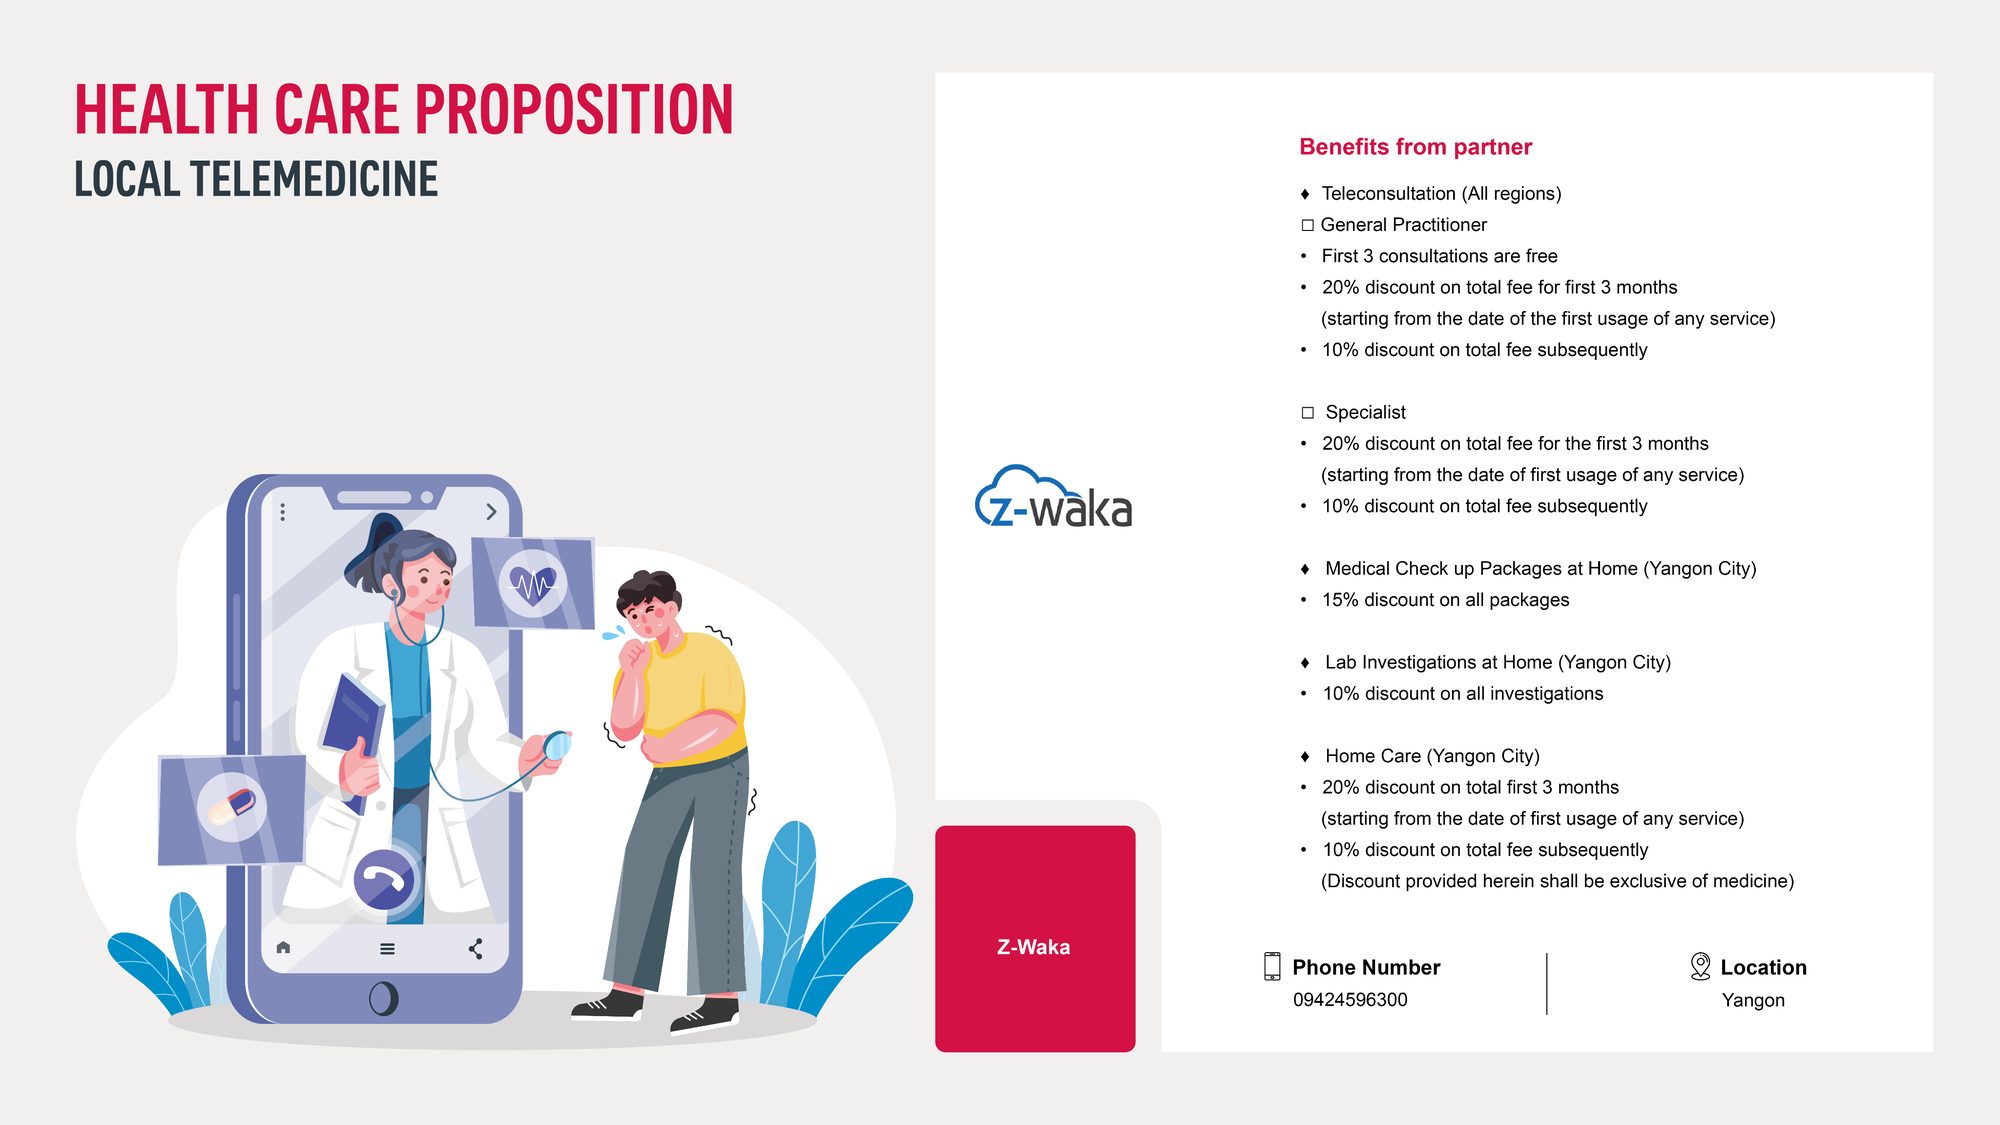 HEALTH CARE PROPOSITION
LOCAL TELEMEDICINE
z-waka
Z-Waka
Benefits from partner
♦ Teleconsultation (All regions)
□ General Practitioner
• First 3 consultations are free
• 20% discount on total fee for first 3 months
(starting from the date of the first usage of any service)
• 10% discount on total fee subsequently
□ Specialist
• 20% discount on total fee for the first 3 months
(starting from the date of first usage of any service)
• 10% discount on total fee subsequently
♦ Medical Check up Packages at Home (Yangon City)
• 15% discount on all packages
♦ Lab Investigations at Home (Yangon City)
• 10% discount on all investigations
♦ Home Care (Yangon City)
• 20% discount on total first 3 months
(starting from the date of first usage of any service)
• 10% discount on total fee subsequently
(Discount provided herein shall be exclusive of medicine)
Phone Number
09424596300
Location
Yangon